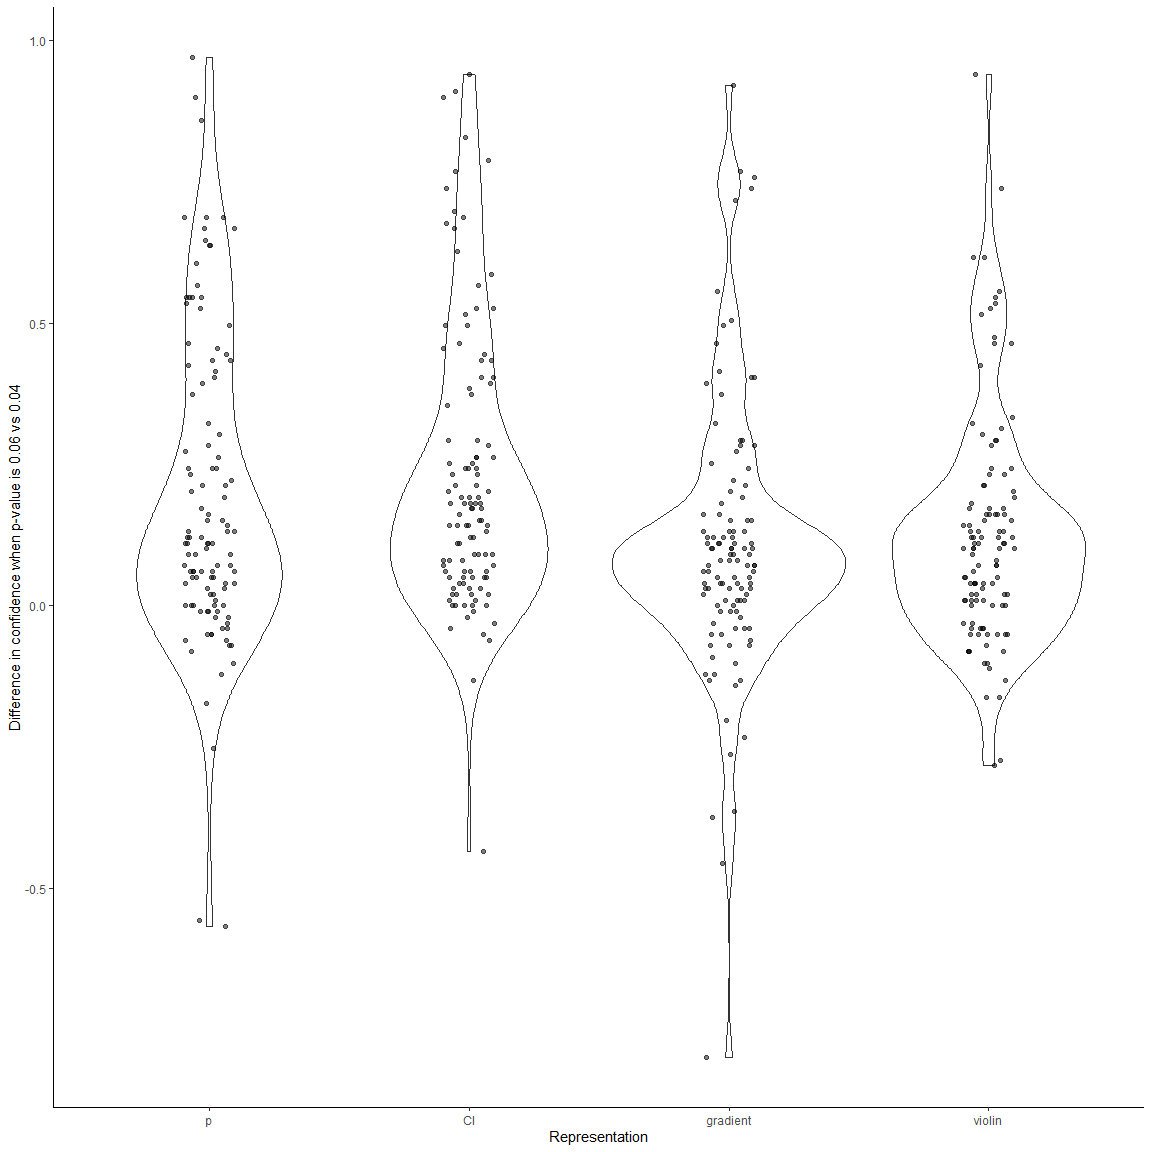 Difference in confidence when p-value is 0.06 vs 0.04
1.0
0.5
0.0
-0.5
p CI gradient violin
Representation